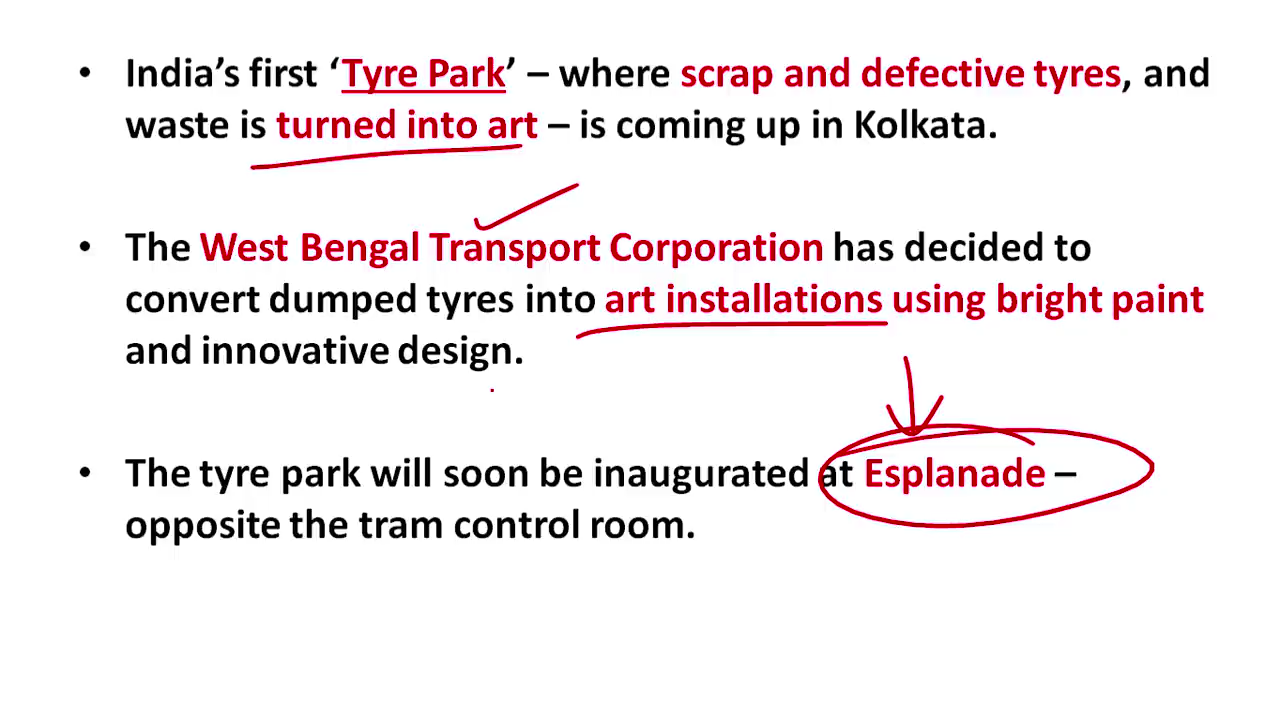 • India's first ‘Tyre Park’ – where scrap and defective tyres, and
waste is turned into art – is coming up in Kolkata.
• The West Bengal Transport Corporation has decided to
convert dumped tyres into art installations using bright paint
and innovative design.
• The tyre park will soon be inaugurated at Esplanade –
opposite the tram control room.